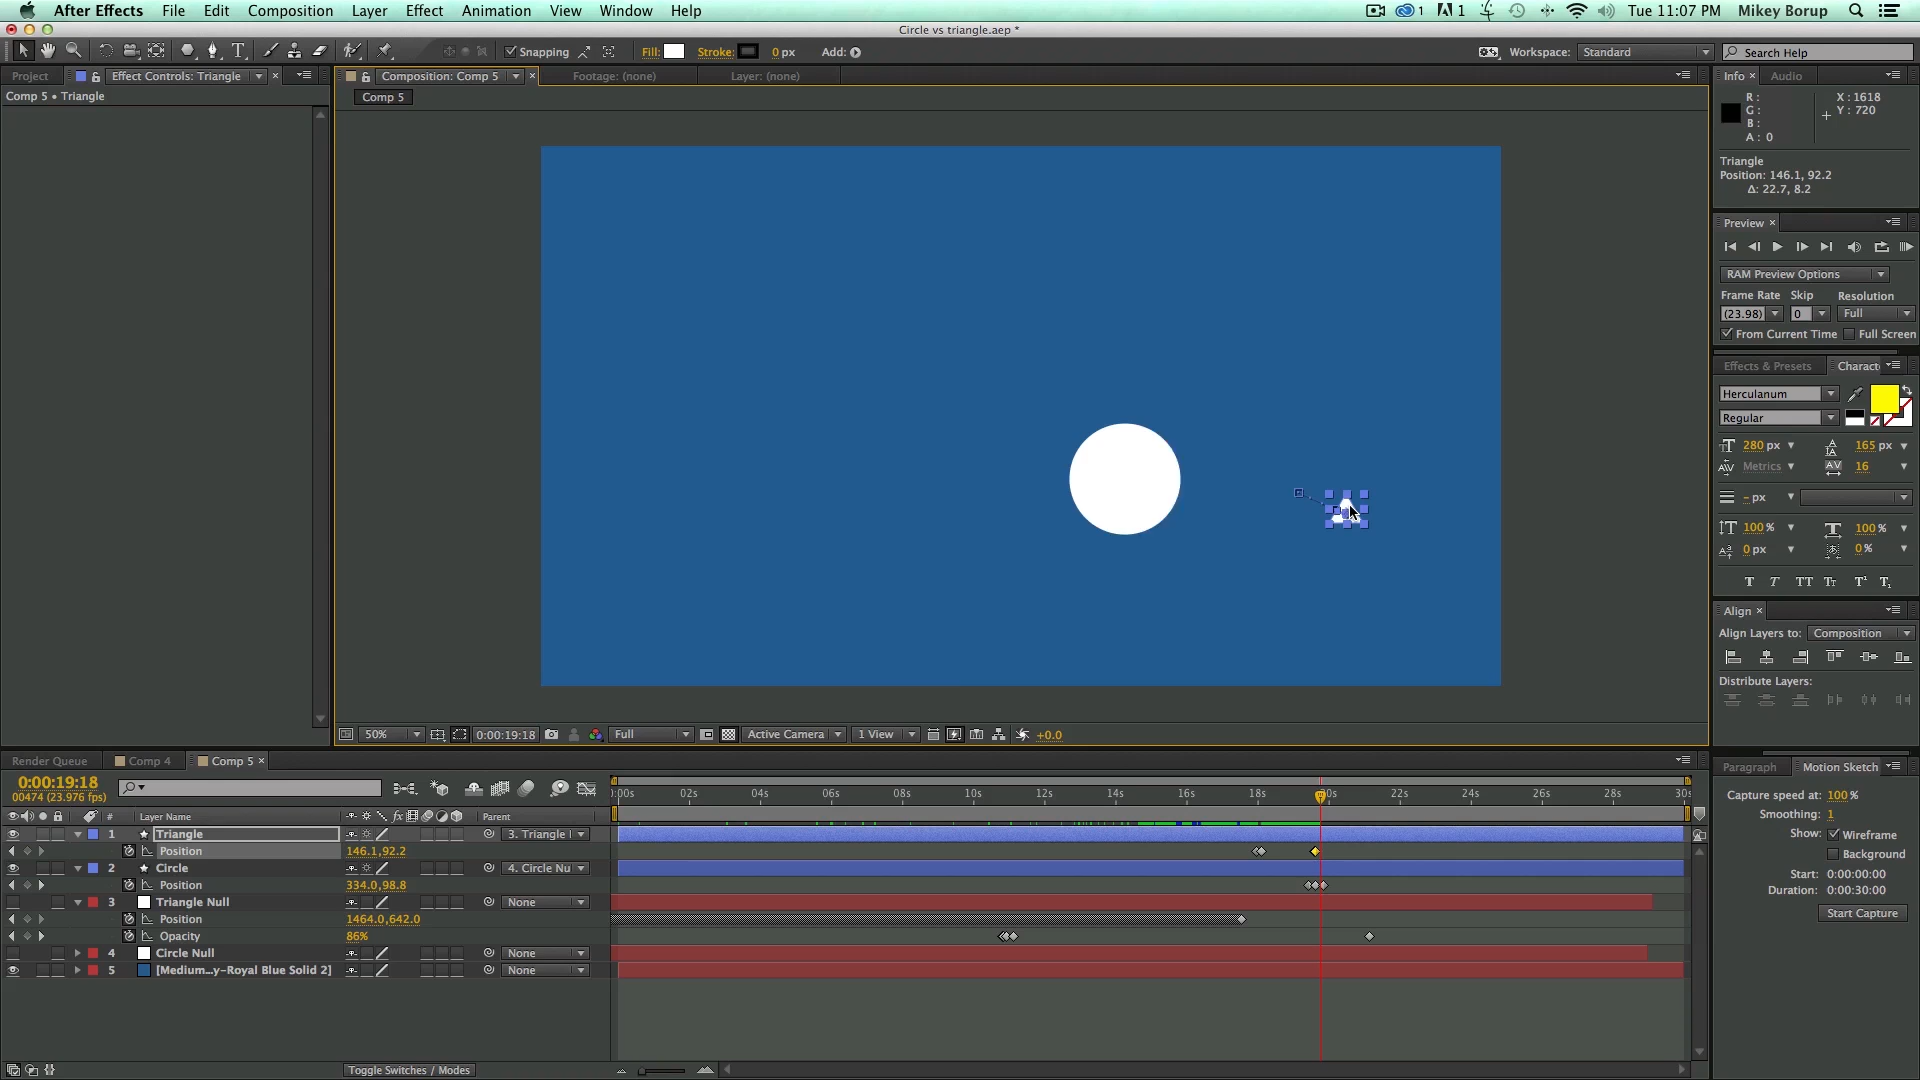 After Effects File Edit Composition Layer Effect Animation View Window Help 1 1 Tue 11:07 PM Mikey Borup
Circle vs triangle.aep *
Snapping Fill: Stroke: 0 px Add: Workspace: Standard Search Help
Project Effect Controls: Triangle × Composition: Comp 5 × Footage: (none) Layer: (none)
Comp 5 • Triangle
Comp 5
Info × Audio
R :
G :
B :
A : 0
X : 1618
Y : 720
Triangle
Position: 146.1, 92.2
Δ: 22.7, 8.2
Preview ×
RAM Preview Options
Frame Rate Skip Resolution
(23.98) 0 Full
From Current Time Full Screen
Effects & Presets Charact
Herculanum
Regular
280 px 165 px
Metrics AV 16
- px
100 % 100 %
0 px 0 %
T T TT Tt T¹ T₁
Align ×
Align Layers to: Composition
Distribute Layers:
50% 0:00:19:18 Full Active Camera 1 View +0.0
Render Queue Comp 4 Comp 5 ×
0:00:19:18
00474 (23.976 fps)
):00s 02s 04s 06s 08s 10s 12s 14s 16s 18s 20s 22s 24s 26s 28s 30s
# Layer Name fx Parent
1 Triangle 3. Triangle I
Position 146.1,92.2
2 Circle 4. Circle Nu
Position 334.0,98.8
3 Triangle Null None
Position 1464.0,642.0
Opacity 86%
4 Circle Null None
5 [Medium...y-Royal Blue Solid 2] None
Toggle Switches / Modes
Paragraph Motion Sketch
Capture speed at: 100 %
Smoothing: 1
Show: Wireframe
Background
Start: 0:00:00:00
Duration: 0:00:30:00
Start Capture